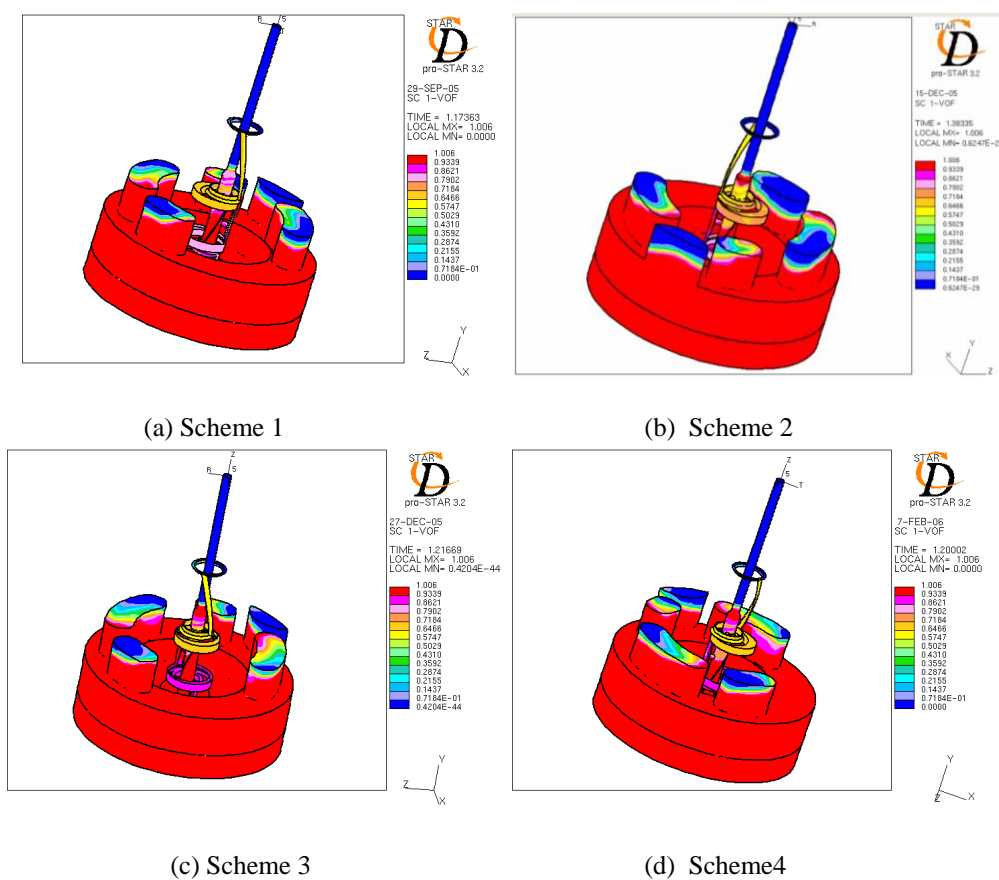 STAR
D
pro-STAR 3.2
29-SEP-05
SC 1-VOF
TIME = 1.17363
LOCAL MX= 1.006
LOCAL MN= 0.0000
1.006
0.9339
0.8621
0.7902
0.7184
0.6466
0.5747
0.5029
0.4310
0.3592
0.2874
0.2155
0.1437
0.7184E-01
0.0000
R
5
Y
Z
X
(a) Scheme 1
STAR
D
pro-STAR 3.2
15-DEC-05
SC 1-VOF
TIME = 1.38335
LOCAL MX= 1.006
LOCAL MN= 0.6247E-2
1.006
0.9339
0.8621
0.7902
0.7184
0.6466
0.5747
0.5029
0.4310
0.3592
0.2874
0.2155
0.1437
0.7184E-01
0.6247E-29
R
Y
X
Z
(b) Scheme 2
STAR
D
pro-STAR 3.2
27-DEC-05
SC 1-VOF
TIME = 1.21669
LOCAL MX= 1.006
LOCAL MN= 0.4204E-44
1.006
0.9339
0.8621
0.7902
0.7184
0.6466
0.5747
0.5029
0.4310
0.3592
0.2874
0.2155
0.1437
0.7184E-01
0.4204E-44
Z
R
5
Y
Z
X
(c) Scheme 3
STAR
D
pro-STAR 3.2
7-FEB-06
SC 1-VOF
TIME = 1.20002
LOCAL MX= 1.006
LOCAL MN= 0.0000
1.006
0.9339
0.8621
0.7902
0.7184
0.6466
0.5747
0.5029
0.4310
0.3592
0.2874
0.2155
0.1437
0.7184E-01
0.0000
Z
5
T
Y
Z
X
(d) Scheme4